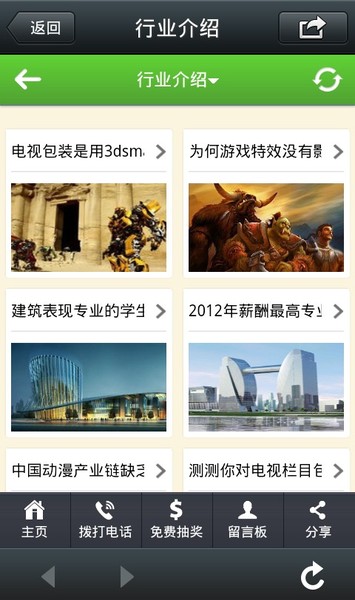 返回
行业介绍
行业介绍
电视包装是用3dsm
为何游戏特效没有影
建筑表现专业的学生
2012年薪酬最高专业
中国动漫产业链缺
测测你对电视栏目包
主页
拨打电话
免费抽奖
留言板
分享